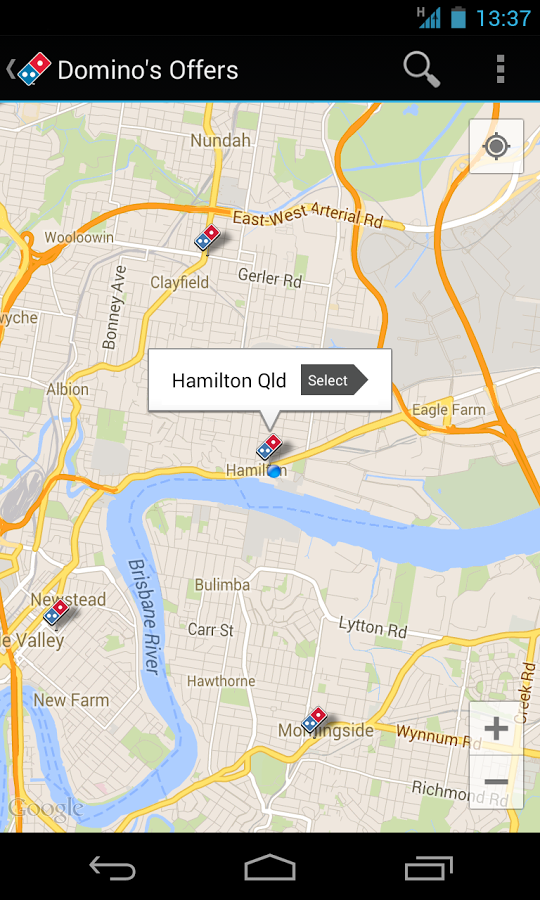 H
13:37
Domino's Offers
Nundah
East-West Arterial Rd
Wooloowin
Clayfield
Gerler Rd
Bonney Ave
wyche
Hamilton Qld
Select
Albion
Eagle Farm
Hamilton
Brisbane River
Bulimba
Newstead
Carr St
Lytton Rd
le Valley
Hawthorne
Creek Rd
New Farm
Morningside
Wynnum Rd
Richmond Rd
Google